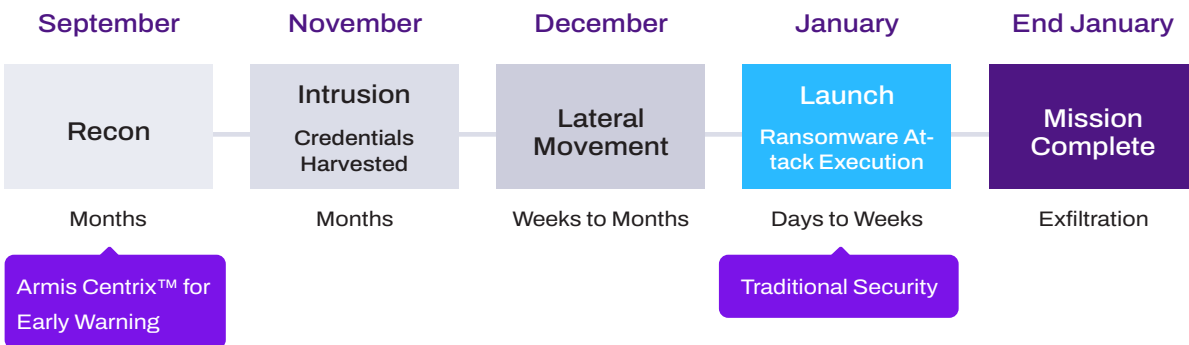 September
November
December
January
End January
Recon
Intrusion
Credentials
Harvested
Lateral
Movement
Launch
Ransomware At-
tack Execution
Mission
Complete
Months
Months
Weeks to Months
Days to Weeks
Exfiltration
Armis Centrix™ for
Early Warning
Traditional Security